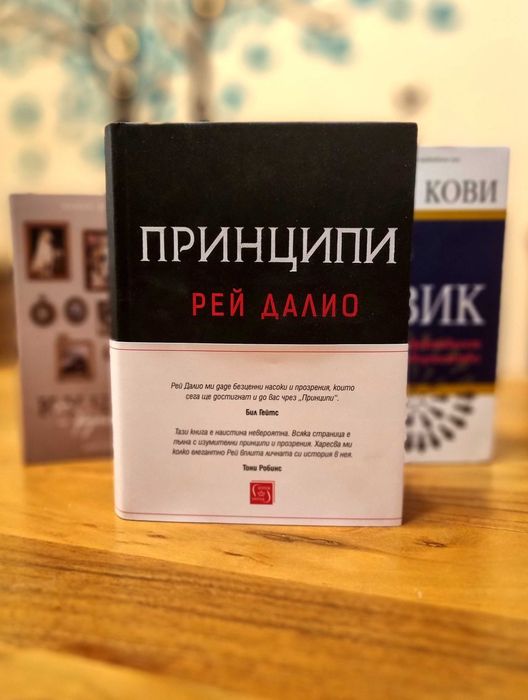 ПРИНЦИПИ
РЕЙ ДАЛИО
Рей Далио ми даде безценни насоки и прозрения, които
сега ще достигнат и до вас чрез „Принципи“.
Бил Гейтс
Тази книга е наистина невероятна. Всяка страница е
пълна с изумителни принципи и прозрения. Харесва ми
колко елегантно Рей вплита личната си история в нея.
Тони Робинс
КОВИ
ВИК